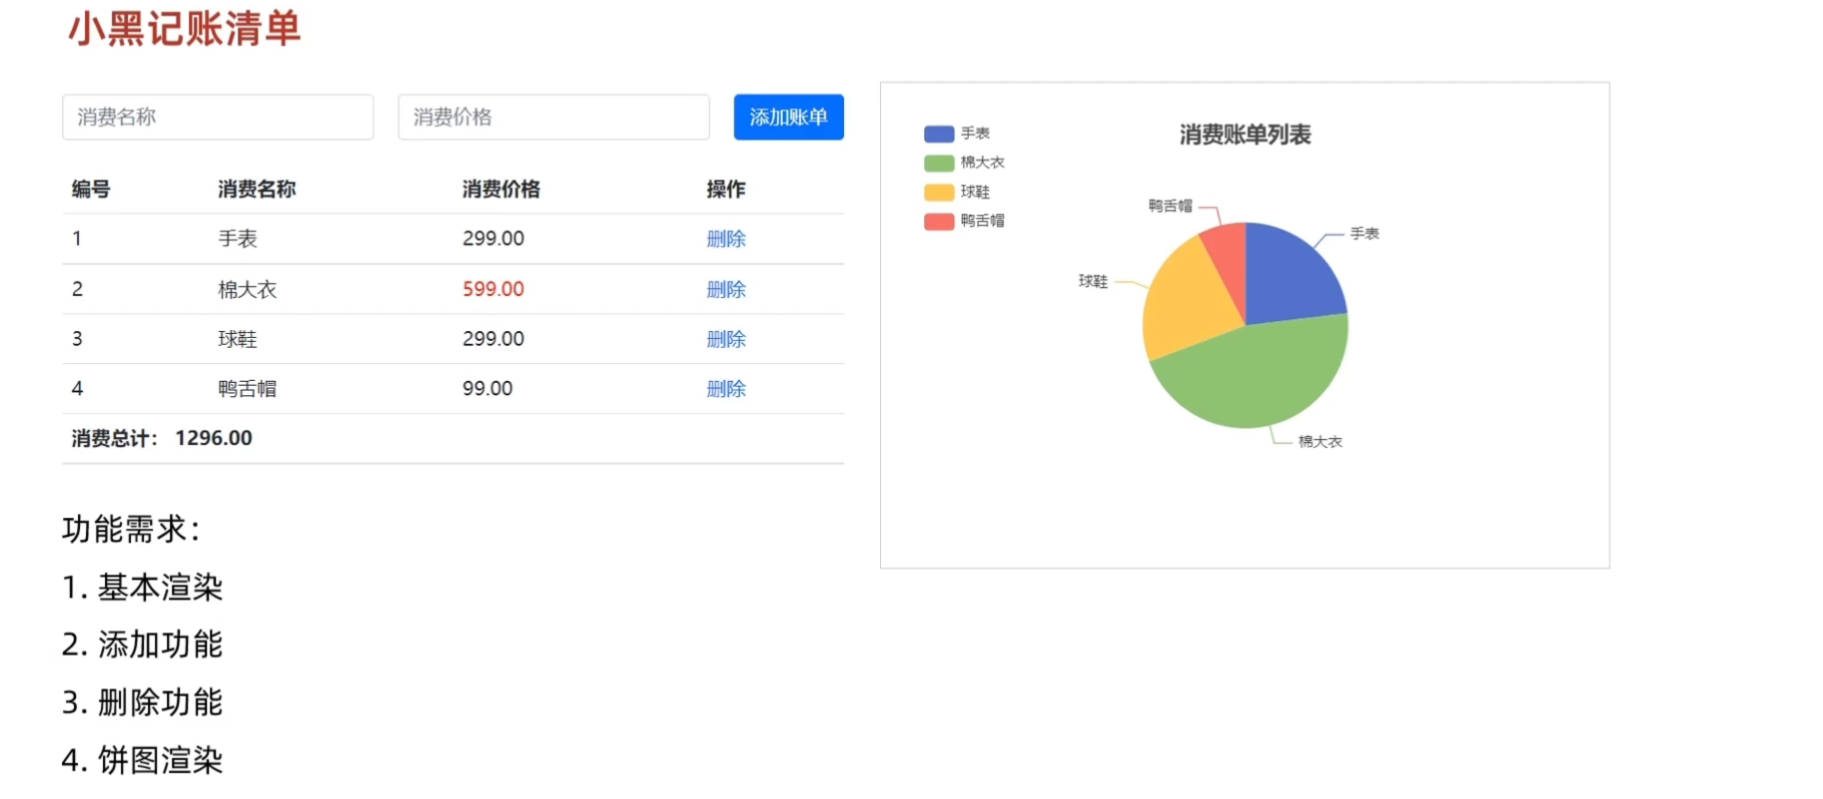 小黑记账清单
消费名称 消费价格 添加账单
编号 消费名称 消费价格 操作
1 手表 299.00 删除
2 棉大衣 599.00 删除
3 球鞋 299.00 删除
4 鸭舌帽 99.00 删除
消费总计： 1296.00
消费账单列表
手表
棉大衣
球鞋
鸭舌帽
鸭舌帽
手表
球鞋
棉大衣
功能需求：
1. 基本渲染
2. 添加功能
3. 删除功能
4. 饼图渲染